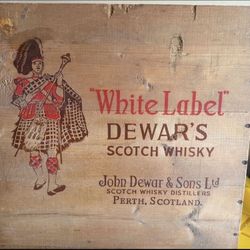 "White Label"
DEWAR'S
SCOTCH WHISKY
John Dewar & Sons Ltd
SCOTCH WHISKY DISTILLERS
PERTH, SCOTLAND.